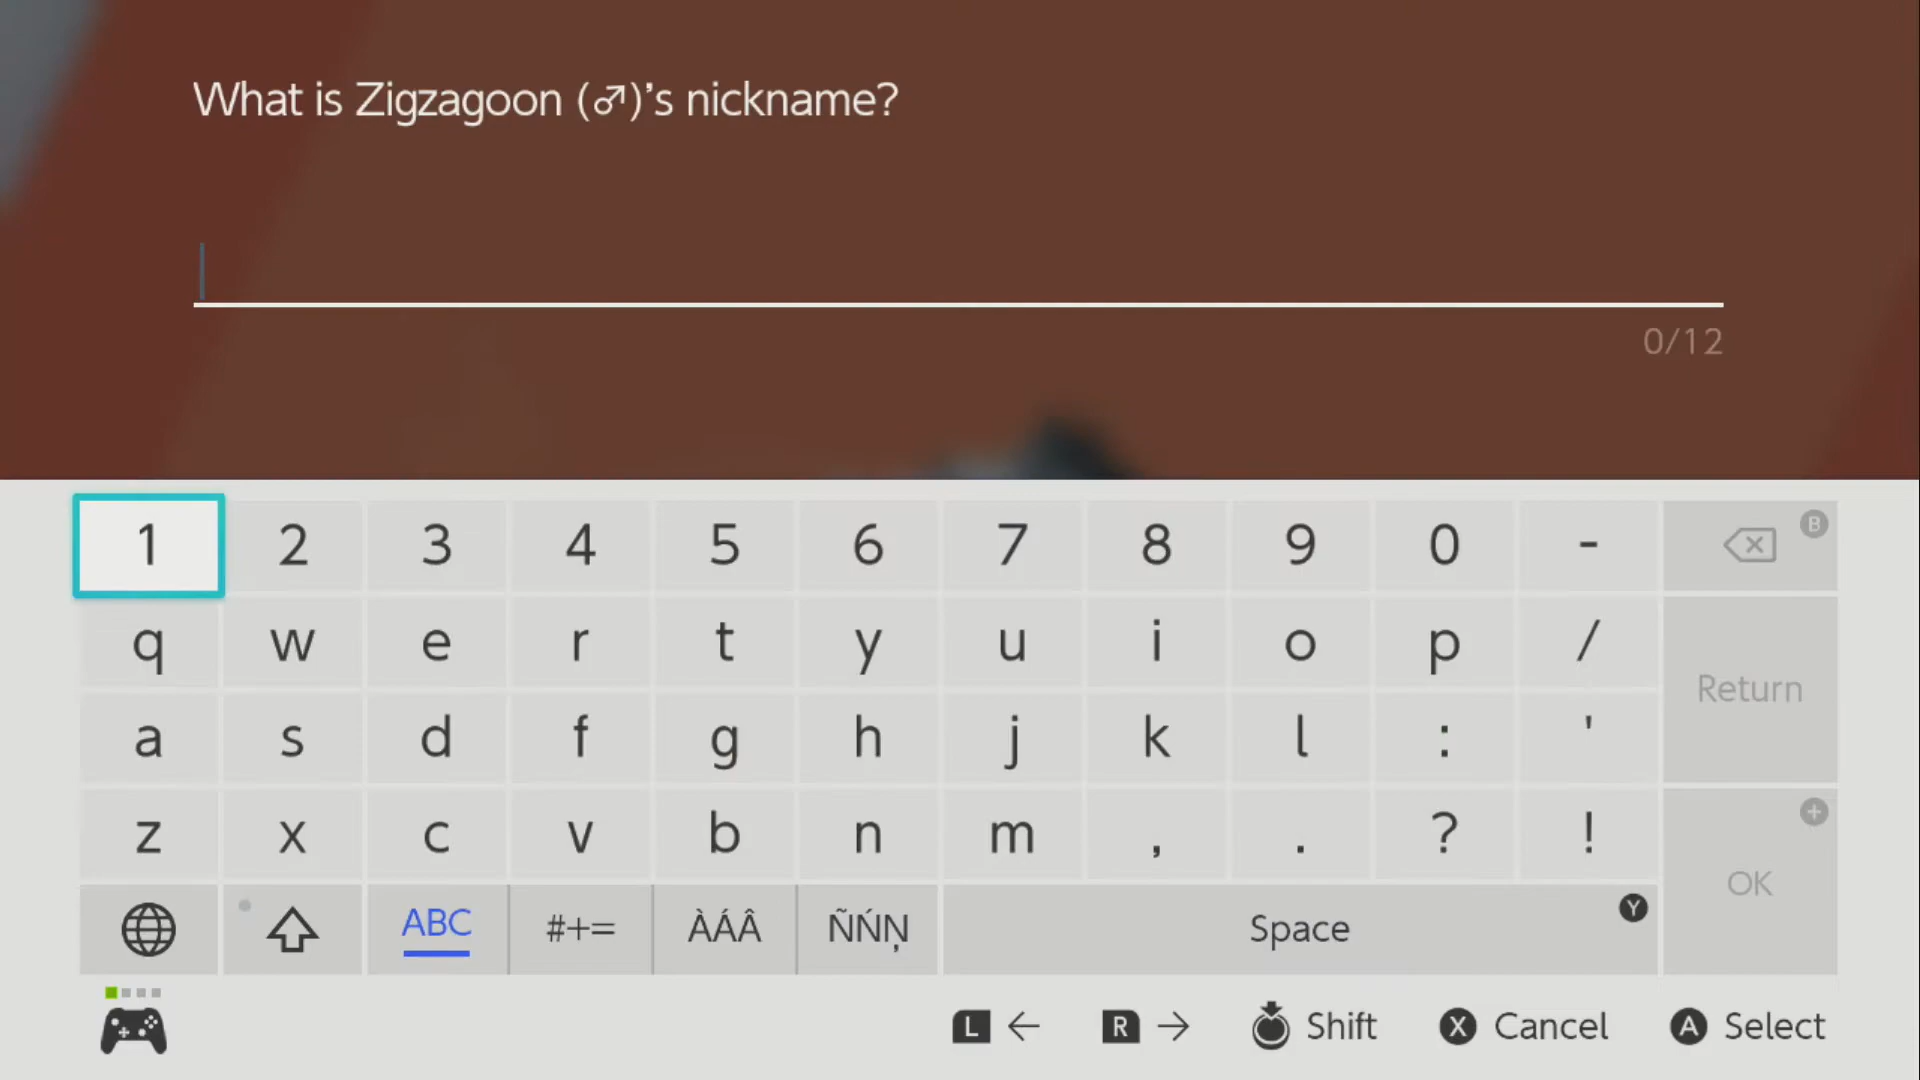 What is Zigzagoon (♂)’s nickname?
0/12
1 2 3 4 5 6 7 8 9 0 - B
q w e r t y u i o p /
Return
a s d f g h j k l : '
z x c v b n m , . ? ! +
OK
ABC #+= ÀÁÂ ÑŃŅ Space Y
L ← R → Shift X Cancel A Select